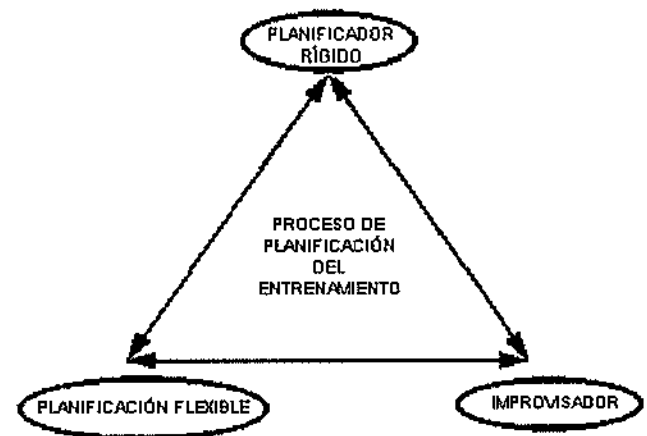 PLANIFICADOR
RÍGIDO
PROCESO DE
PLANIFICACIÓN
DEL
ENTRENAMIENTO
PLANIFICACIÓN FLEXIBLE
IMPROVISADOR